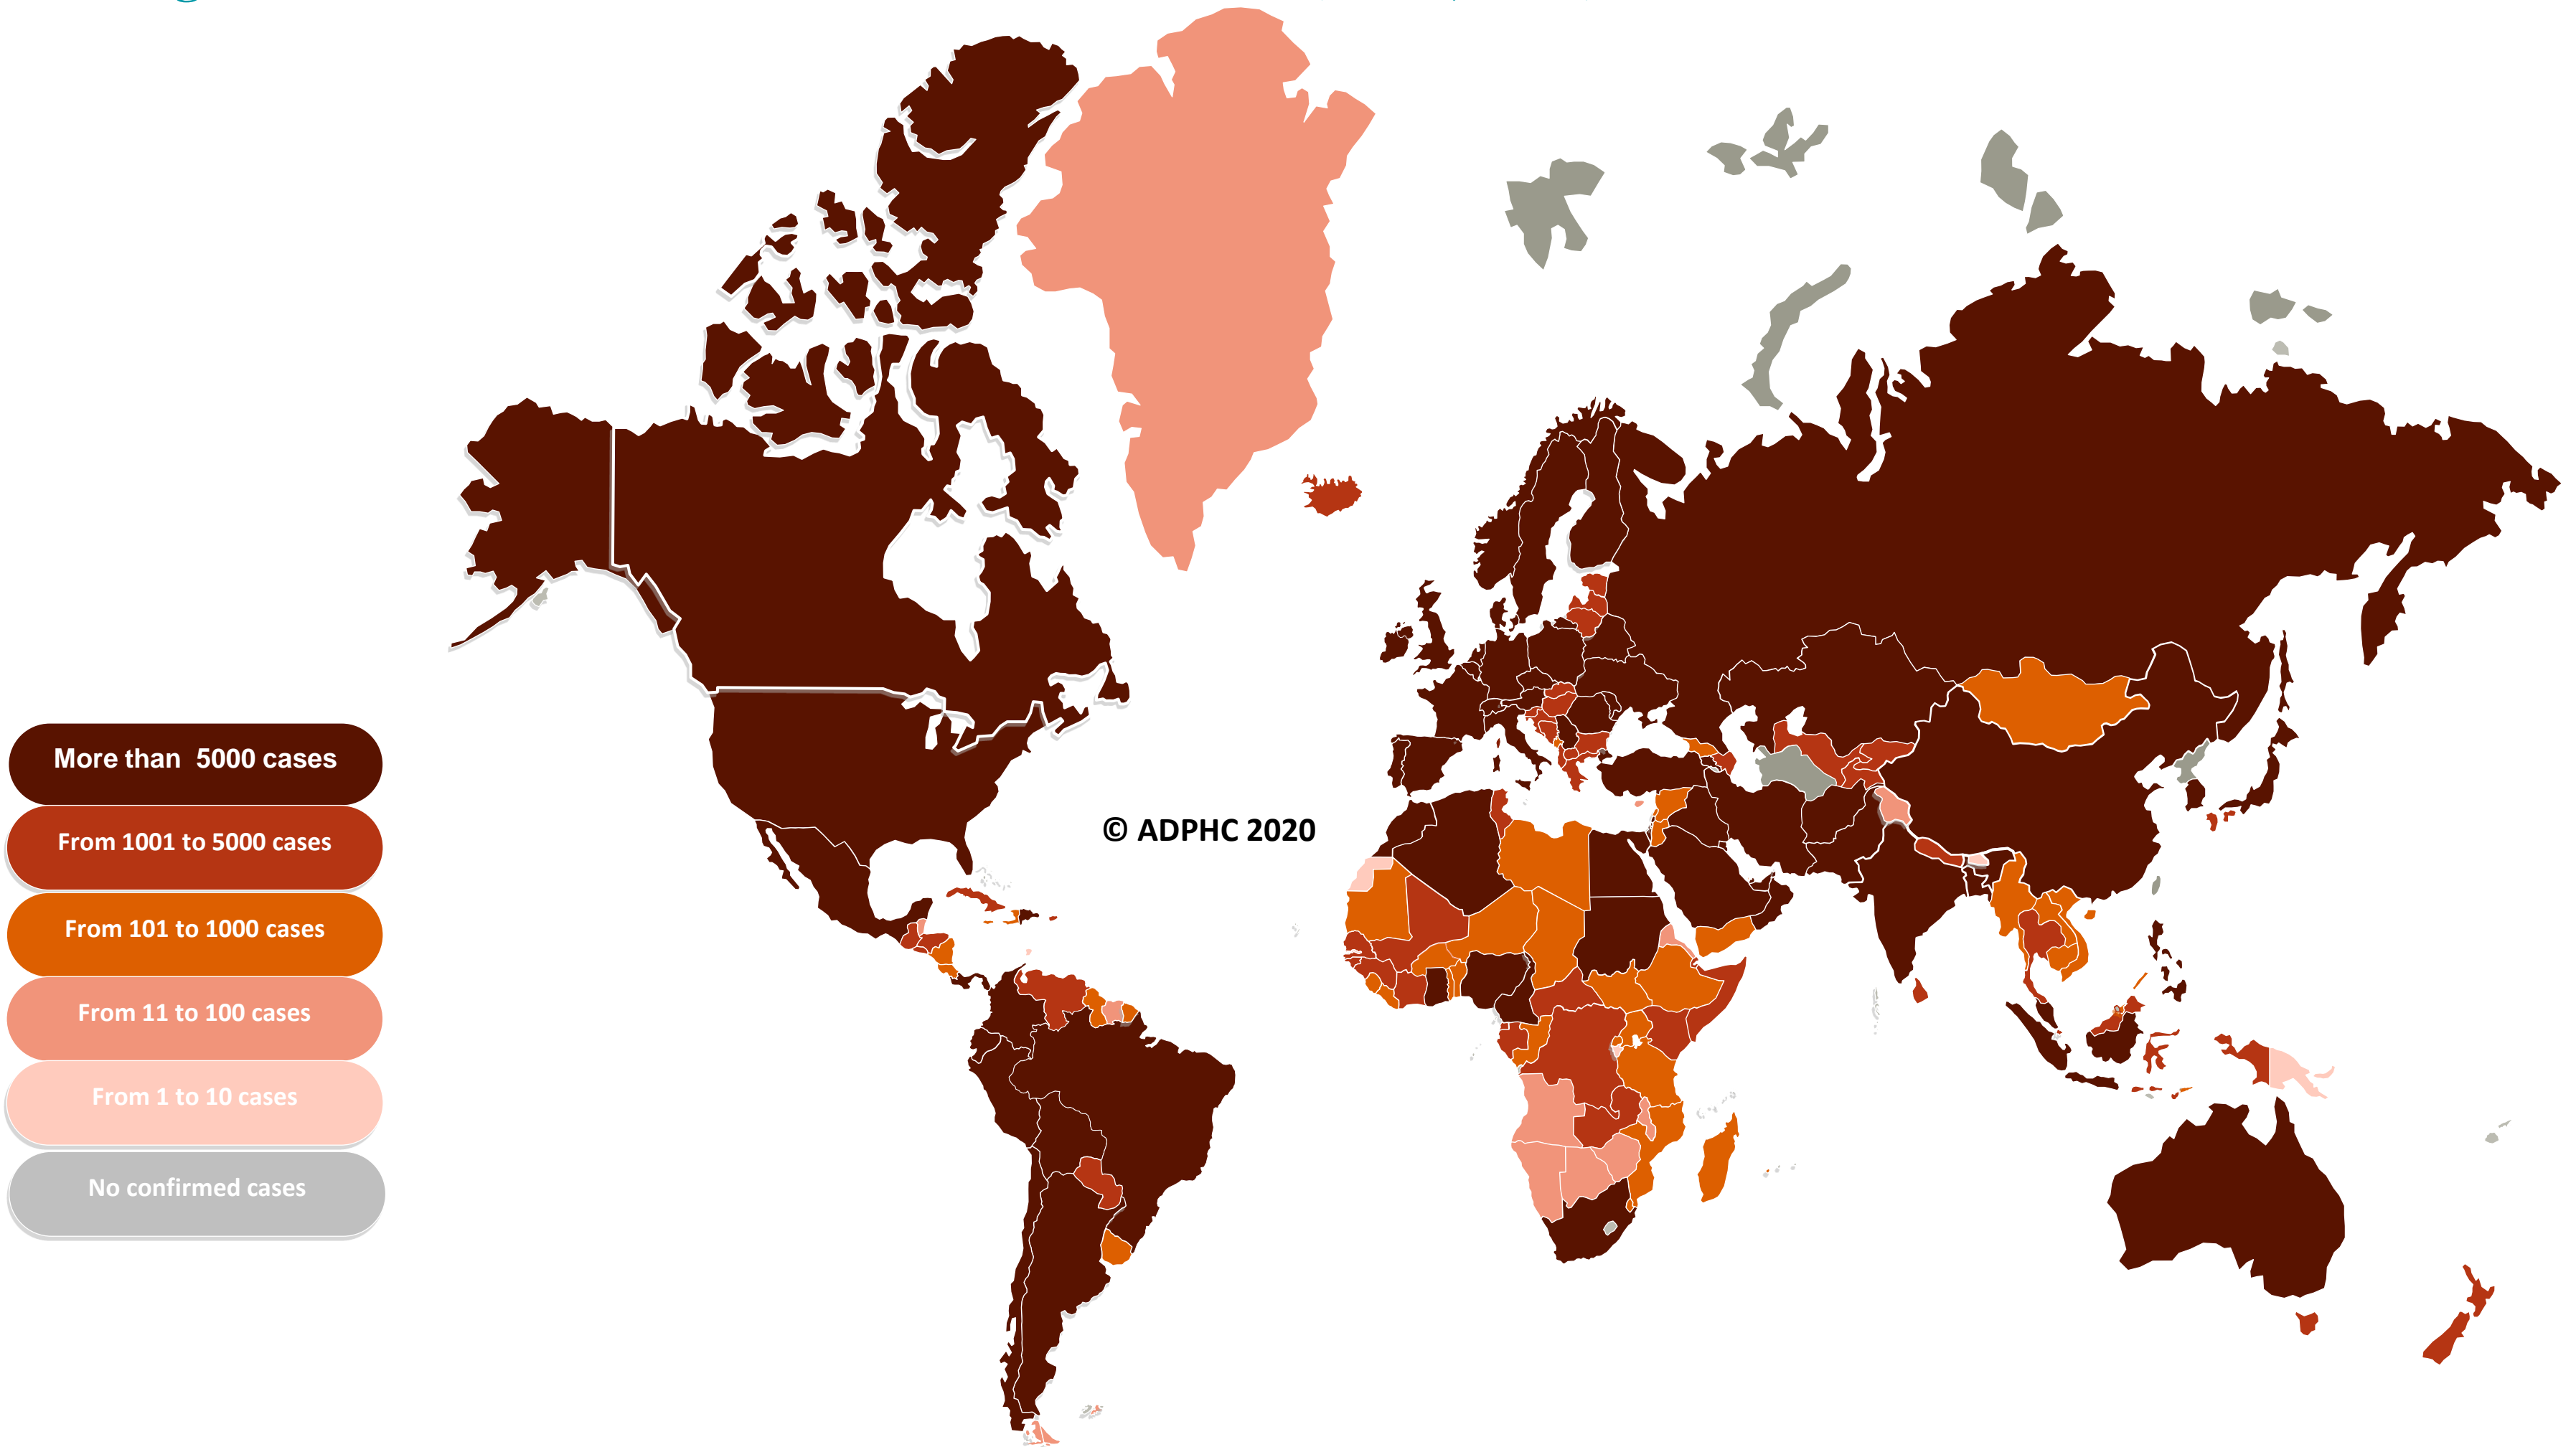 More than 5000 cases
From 1001 to 5000 cases
© ADPHC 2020
From 101 to 1000 cases
From 11 to 100 cases
From 1 to 10 cases
No confirmed cases